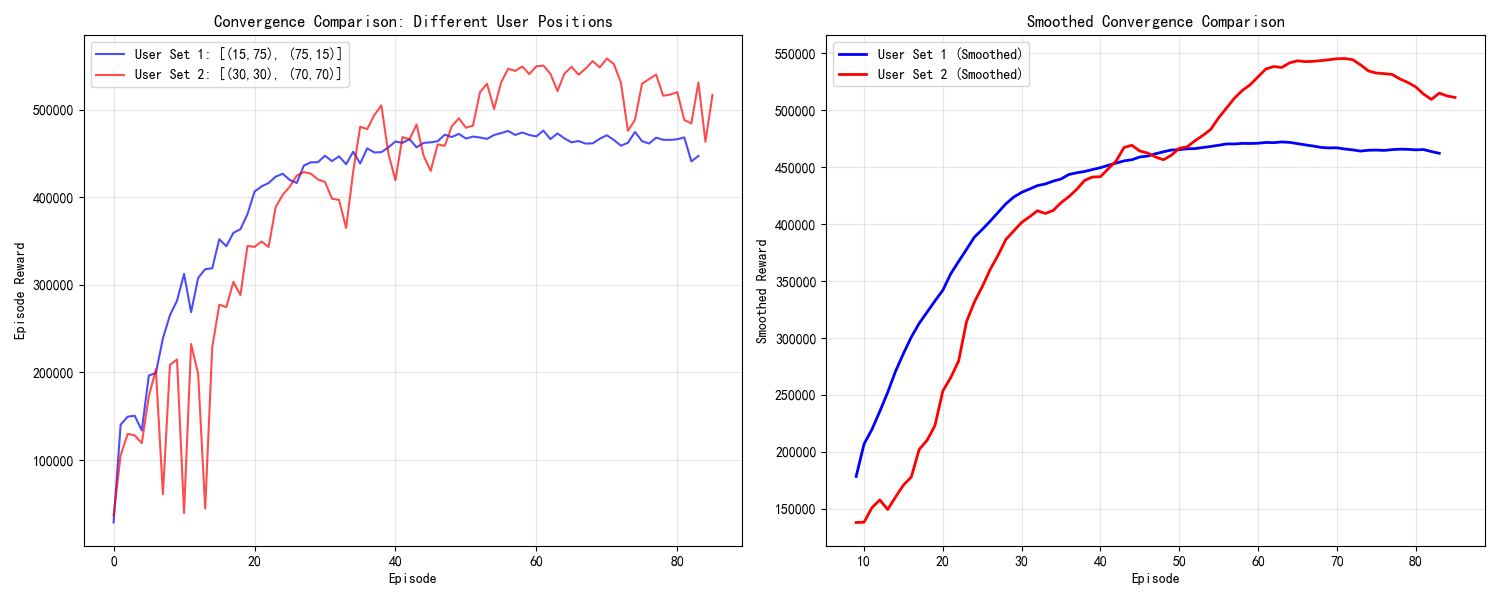 Convergence Comparison: Different User Positions
User Set 1: [(15,75), (75,15)]
User Set 2: [(30,30), (70,70)]
Episode Reward
500000
400000
300000
200000
100000
0
20
40
60
80
Episode
Smoothed Convergence Comparison
User Set 1 (Smoothed)
User Set 2 (Smoothed)
Smoothed Reward
550000
500000
450000
400000
350000
300000
250000
200000
150000
10
20
30
40
50
60
70
80
Episode